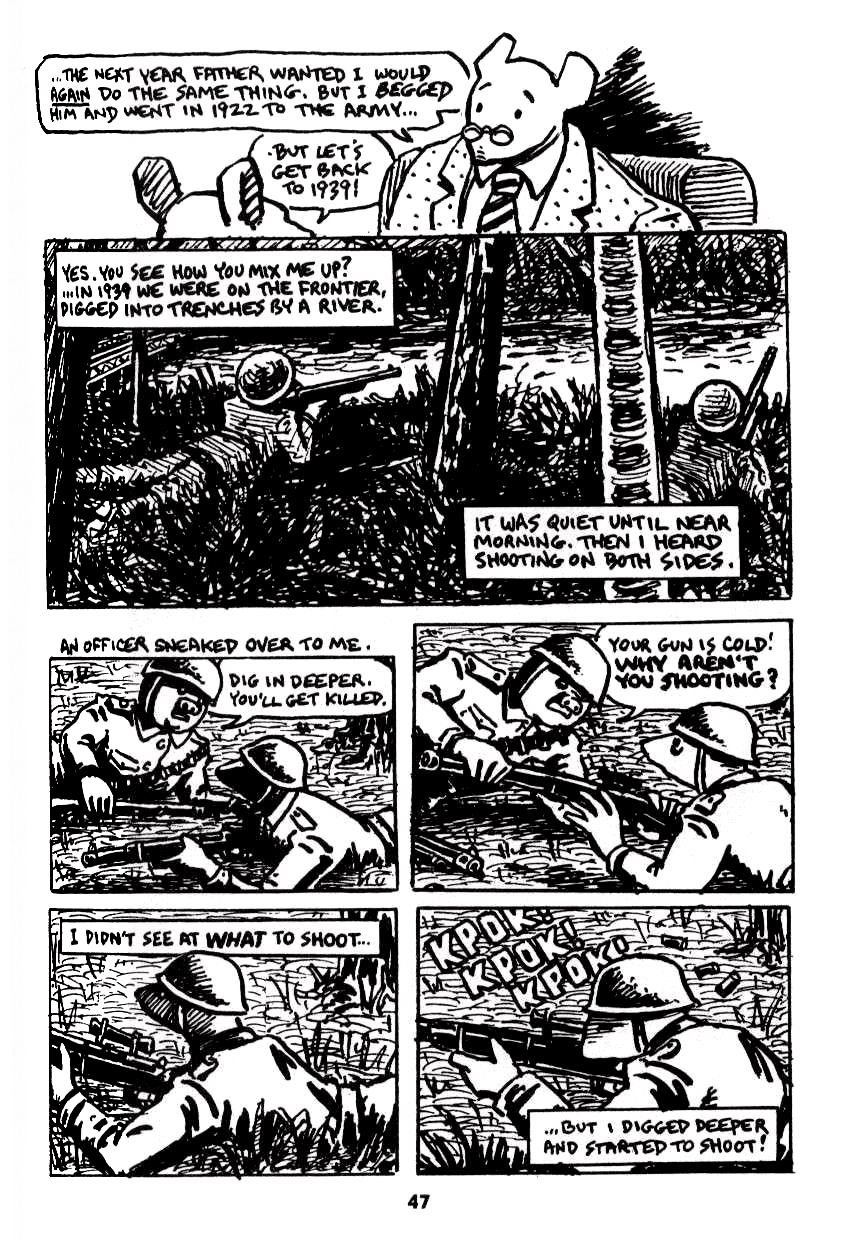 ...THE NEXT YEAR FATHER WANTED I WOULD
AGAIN DO THE SAME THING. BUT I BEGGED
HIM AND WENT IN 1922 TO THE ARMY...
BUT LET'S
GET BACK
TO 1939!
YES. YOU SEE HOW YOU MIX ME UP?
...IN 1939 WE WERE ON THE FRONTIER,
DIGGED INTO TRENCHES BY A RIVER.
IT WAS QUIET UNTIL NEAR
MORNING. THEN I HEARD
SHOOTING ON BOTH SIDES.
AN OFFICER SNEAKED OVER TO ME.
DIG IN DEEPER.
YOU'LL GET KILLED.
YOUR GUN IS COLD!
WHY AREN'T
YOU SHOOTING?
I DIDN'T SEE AT WHAT TO SHOOT...
KPOK!
KPOK!
KPOK!
...BUT I DIGGED DEEPER
AND STARTED TO SHOOT!
47